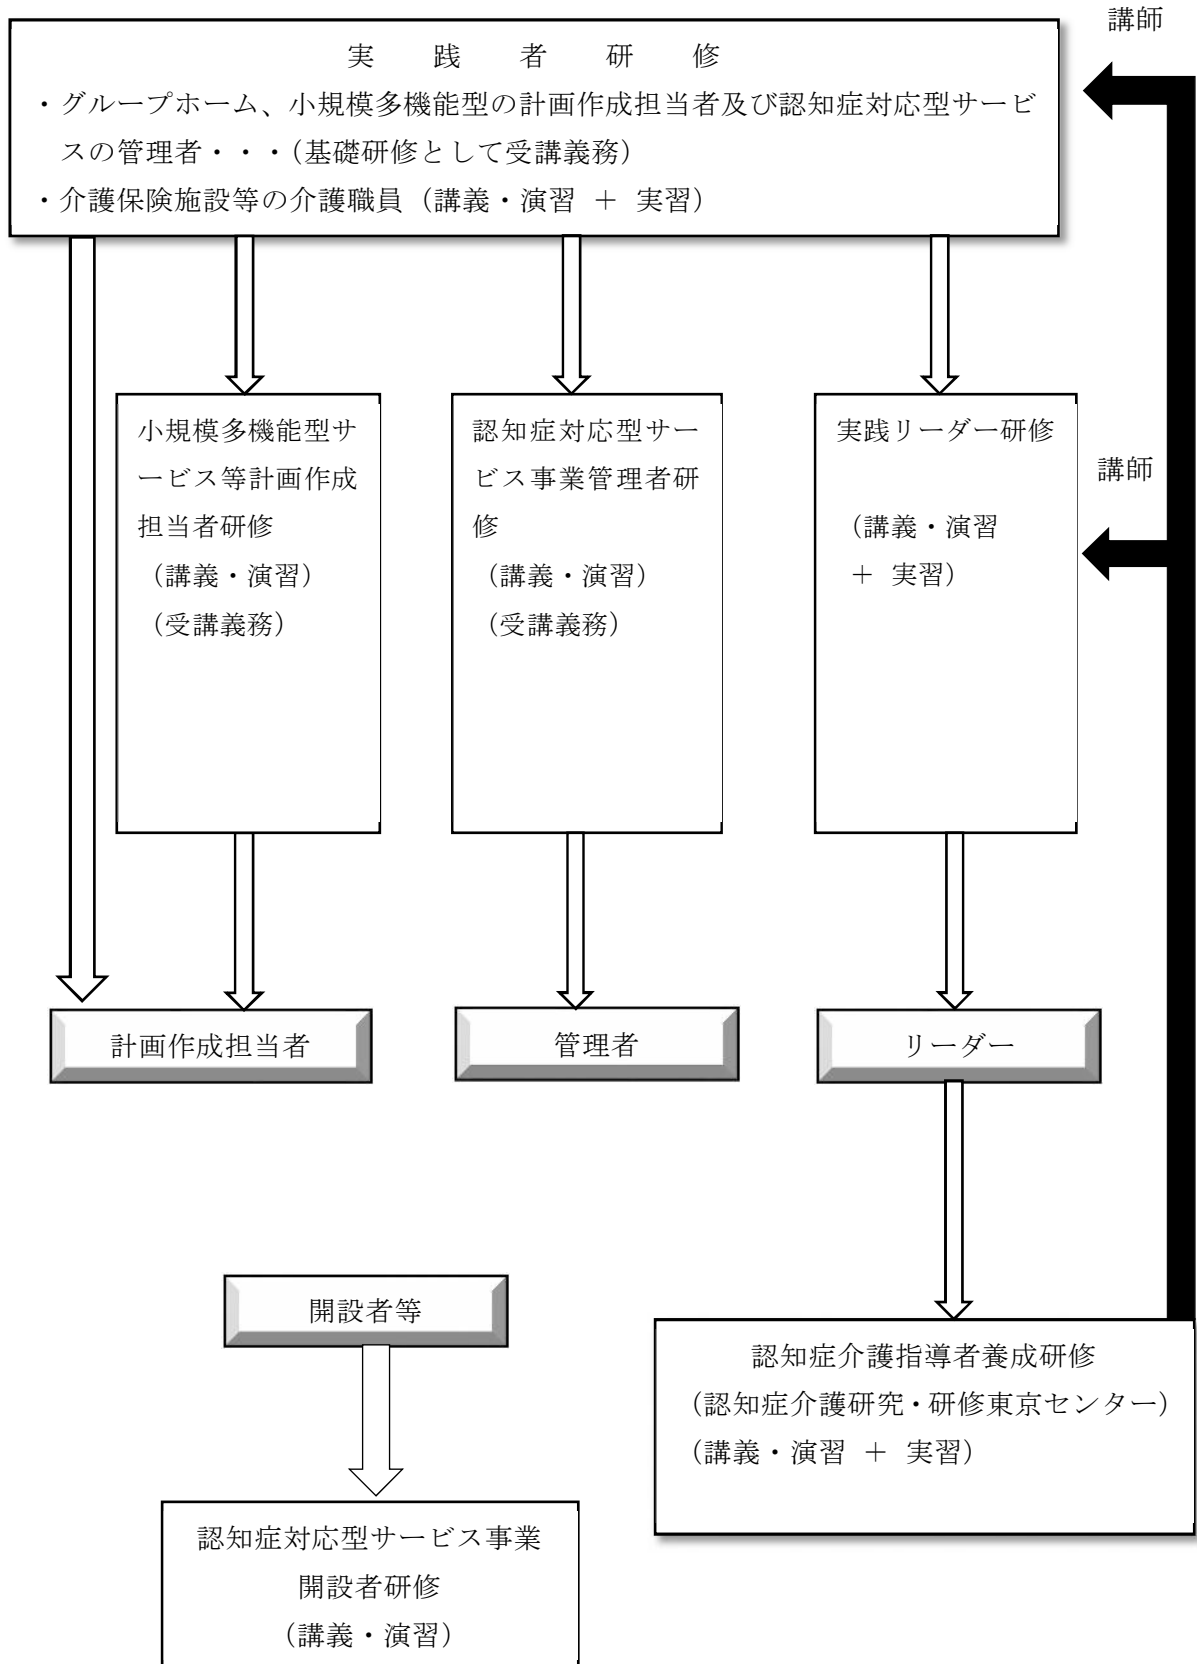 講師
実　践　者　研　修
・グループホーム、小規模多機能型の計画作成担当者及び認知症対応型サービ
スの管理者・・・（基礎研修として受講義務）
・介護保険施設等の介護職員（講義・演習　＋　実習）
小規模多機能型サ
ービス等計画作成
担当者研修
（講義・演習）
（受講義務）
認知症対応型サー
ビス事業管理者研
修
（講義・演習）
（受講義務）
実践リーダー研修
（講義・演習
＋　実習）
講師
計画作成担当者
管理者
リーダー
開設者等
認知症介護指導者養成研修
（認知症介護研究・研修東京センター）
（講義・演習　＋　実習）
認知症対応型サービス事業
開設者研修
（講義・演習）